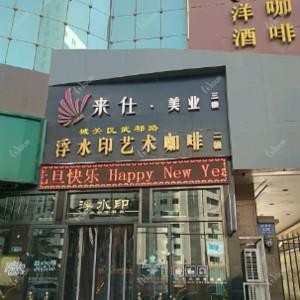 洋咖
酒啡
来仕·美业 三楼
城关区武都路
浮水印艺术咖啡 二楼
元旦快乐 Happy New Ye
浮水印